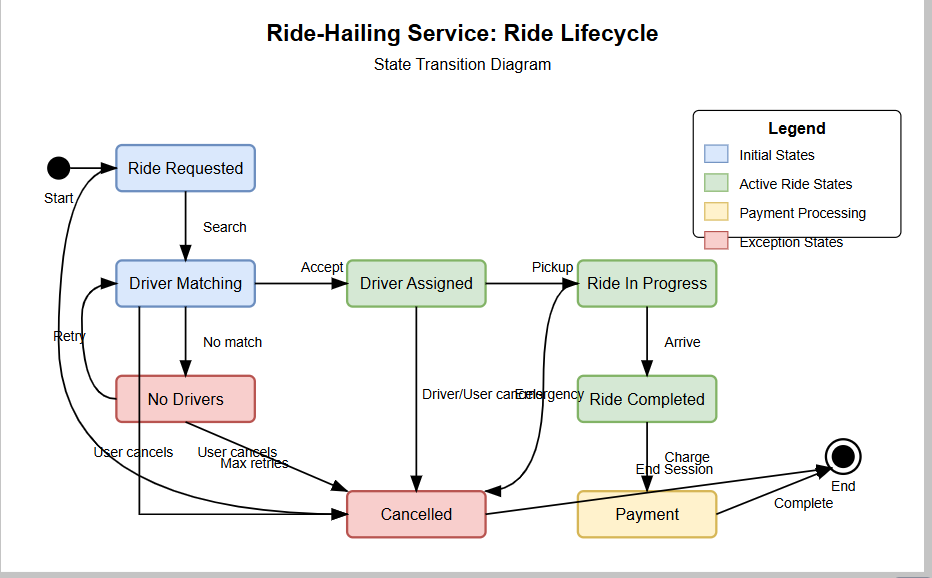 Ride-Hailing Service: Ride Lifecycle
State Transition Diagram
Legend
Initial States
Active Ride States
Payment Processing
Exception States
Start
Ride Requested
Search
Driver Matching
Accept
Driver Assigned
Pickup
Ride In Progress
Retry
No match
Arrive
No Drivers
Driver/User cancels
Emergency
Ride Completed
User cancels
User cancels
Max retries
Charge
End Session
End
Cancelled
Payment
Complete